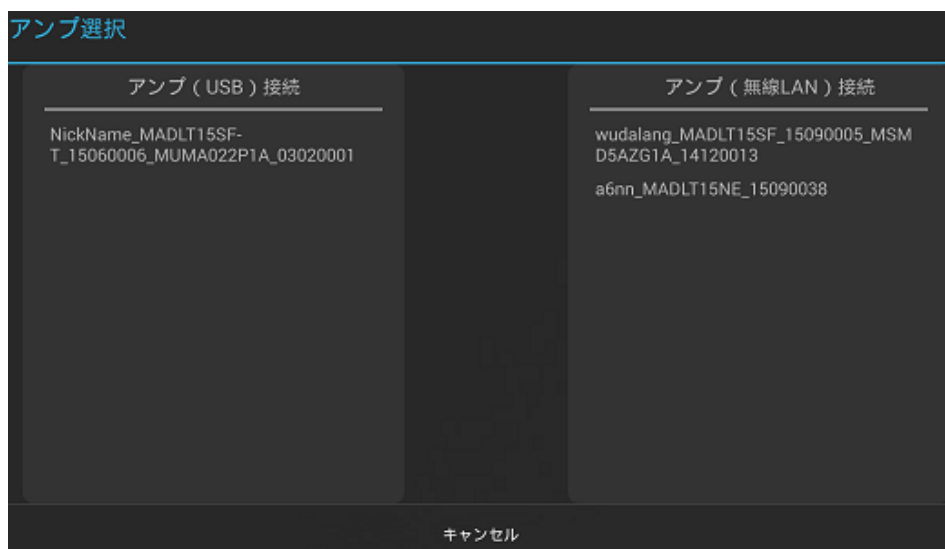 アンプ選択
アンプ（USB）接続
NickName_MADLT15SF-
T_15060006_MUMA022P1A_03020001
アンプ（無線LAN）接続
wudalang_MADLT15SF_15090005_MSM
D5AZG1A_14120013
a6nn_MADLT15NE_15090038
キャンセル